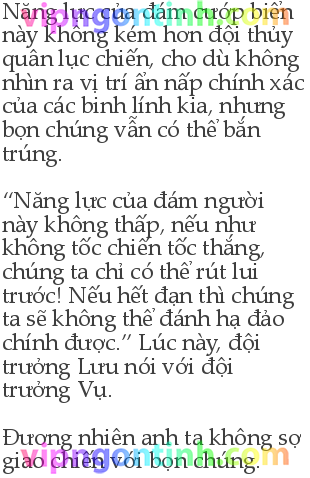 Năng lực của đám cướp biển
này không kém hơn đội thủy
quân lục chiến, cho dù không
nhìn ra vị trí ẩn nấp chính xác
của các binh lính kia, nhưng
bọn chúng vẫn có thể bắn
trúng.
“Năng lực của đám người
này không thấp, nếu như
không tốc chiến tốc thắng,
chúng ta chỉ có thể rút lui
trước! Nếu hết đạn thì chúng
ta sẽ không thể đánh hạ đảo
chính được.” Lúc này, đội
trưởng Lưu nói với đội
trưởng Vụ.
Đương nhiên anh ta không sợ
giao chiến với bọn chúng.
vipngontinh.com
vipngontinh.com